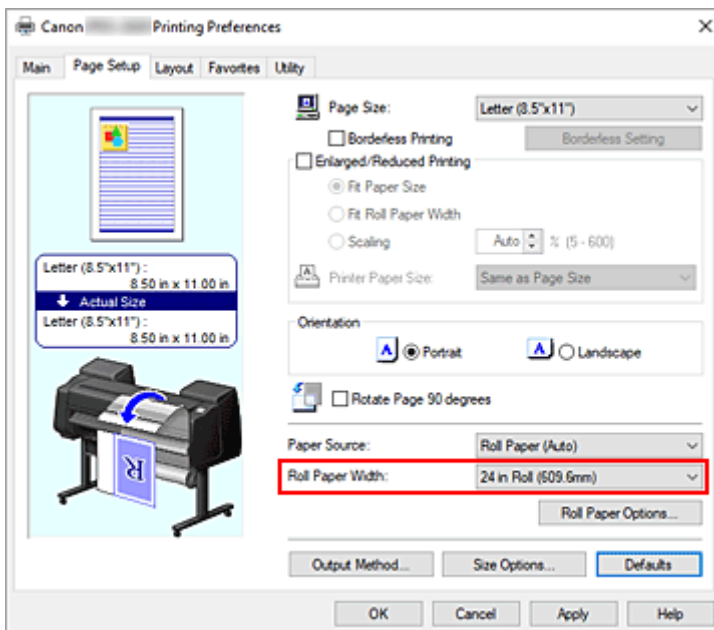 Canon Printing Preferences
Main Page Setup Layout Favorites Utility
Page Size: Letter (8.5"x11")
Borderless Printing Borderless Setting
Enlarged/Reduced Printing
Fit Paper Size
Fit Roll Paper Width
Scaling Auto % (5 - 600)
Printer Paper Size: Same as Page Size
Letter (8.5"x11") :
8.50 in x 11.00 in
Actual Size
Letter (8.5"x11") :
8.50 in x 11.00 in
Orientation
A Portrait A Landscape
Rotate Page 90 degrees
Paper Source: Roll Paper (Auto)
Roll Paper Width: 24 in Roll (609.6mm)
Roll Paper Options...
R
Output Method... Size Options... Defaults
OK Cancel Apply Help